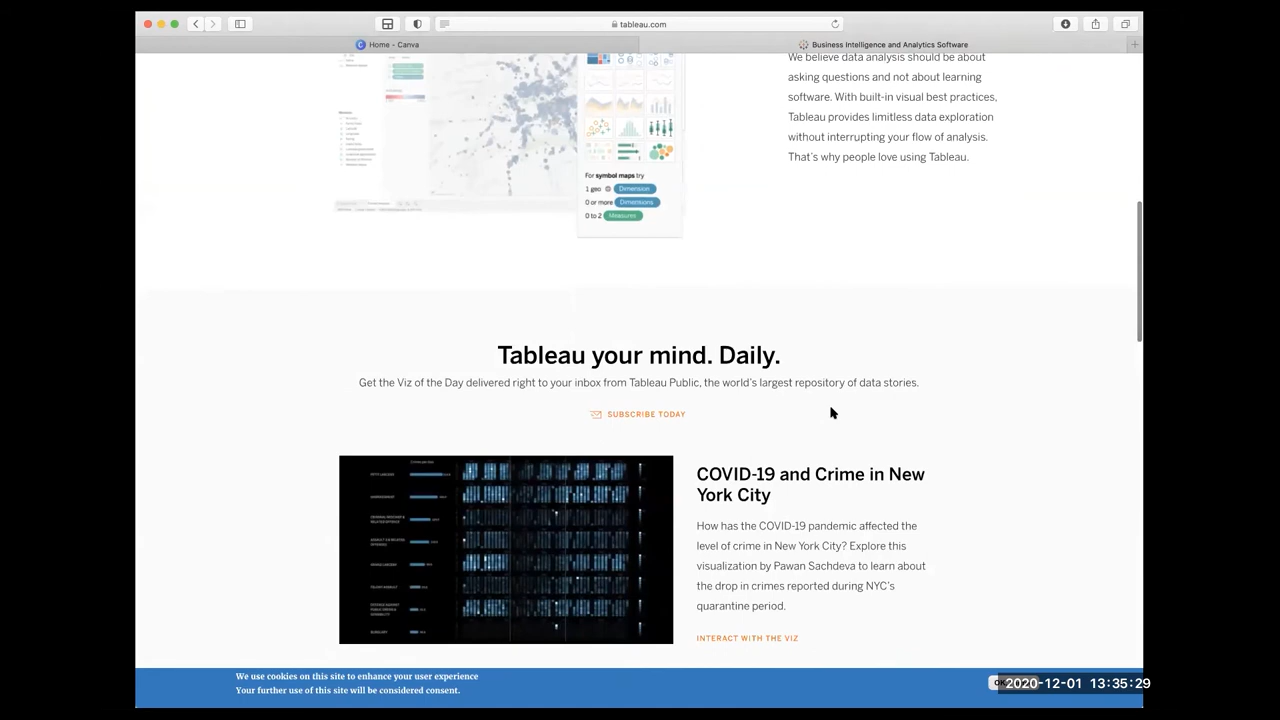 tableau.com
Home - Canva
Business Intelligence and Analytics Software
We believe data analysis should be about
asking questions and not about learning
software. With built-in visual best practices,
Tableau provides limitless data exploration
without interrupting your flow of analysis.
That's why people love using Tableau.
For symbol maps try
1 geo Dimension
0 or more Dimensions
0 to 2 Measures
Tableau your mind. Daily.
Get the Viz of the Day delivered right to your inbox from Tableau Public, the world's largest repository of data stories.
SUBSCRIBE TODAY
COVID-19 and Crime in New
York City
How has the COVID-19 pandemic affected the
level of crime in New York City? Explore this
visualization by Pawan Sachdeva to learn about
the drop in crimes reported during NYC's
quarantine period.
INTERACT WITH THE VIZ
We use cookies on this site to enhance your user experience
Your further use of this site will be considered consent.
2020-12-01 13:35:29